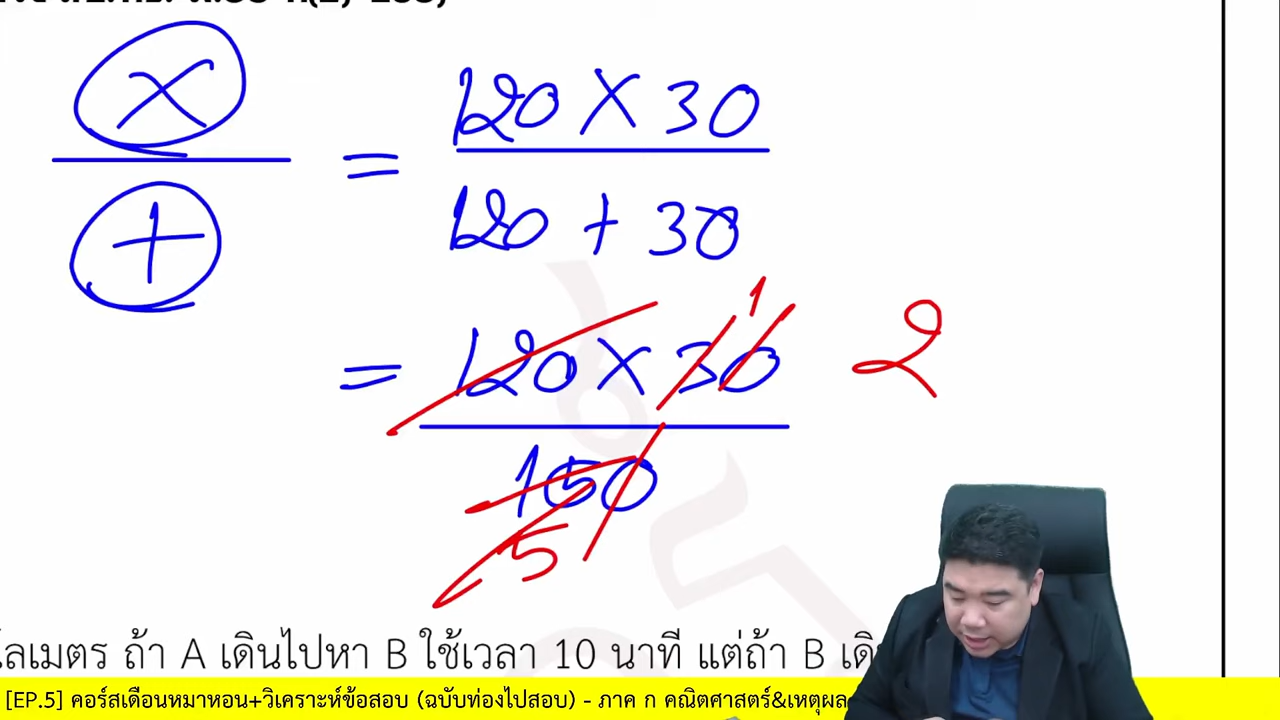 × = 120 × 30
+ 120 + 30
1
= 120 × 30 2
150
5
โลเมตร ถ้า A เดินไปหา B ใช้เวลา 10 นาที แต่ถ้า B
[EP.5] คอร์สเดือนหมาหอน+วิเคราะห์ข้อสอบ (ฉบับท่องไปสอบ) - ภาค ก คณิตศาสตร์&เหตุผล